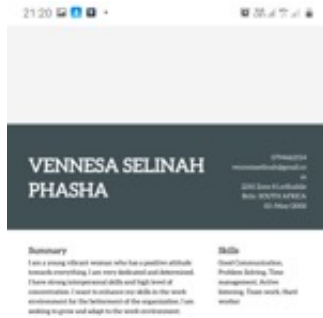 21:20
VENNESA SELINAH
PHASHA
SOUTH AFRICA
Summary
I am a young vibrant woman who has a positive attitude
towards everything. I am very dedicated and determined.
I have strong interpersonal skills and high level of
concentration. I want to enhance my skills in the work
environment for the betterment of the organisation. I am
seeking to grow and adapt to the work environment.
Skills
Good Communication,
Problem Solving, Time
management, Active
listening, Team work, Hard
worker